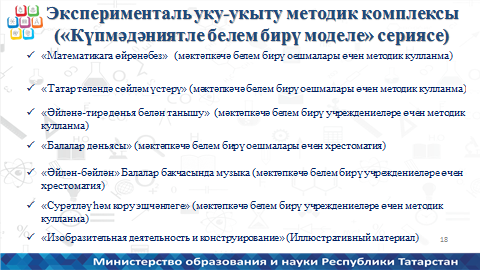 Экспериментальуку-укыту методик комплексы
(«Күпмәдәниятле белем бирү моделе» сериясе)
«Математикага өйрәнәбез» (мәктәпкәчә белем бирү оешмалары өчен методик кулланма)
«Татар телендә сөйләм үстерү» (мәктәпкәчә белем бирү оешмалары өчен методик кулланма)
«Әйләнә-тирә дөнья белән танышу» (мәктәпкәчә белем бирү учреждениеләре өчен методик
кулланма)
«Балалар дөньясы» (мәктәпкәчә белем бирү оешмалары өчен хрестоматия)
«Әйлән-бәйлән» Балалар бакчасында музыка (мәктәпкәчә белем бирү учреждениеләре өчен
хрестоматия)
«Сурәтләү һәм кору эшчәнлеге» (мәктәпкәчә белем бирү учреждениеләре өчен методик
кулланма)
«Изобразительная деятельность и конструирование» (Иллюстративный материал)
18
Министерство образования и науки Республики Татарстан